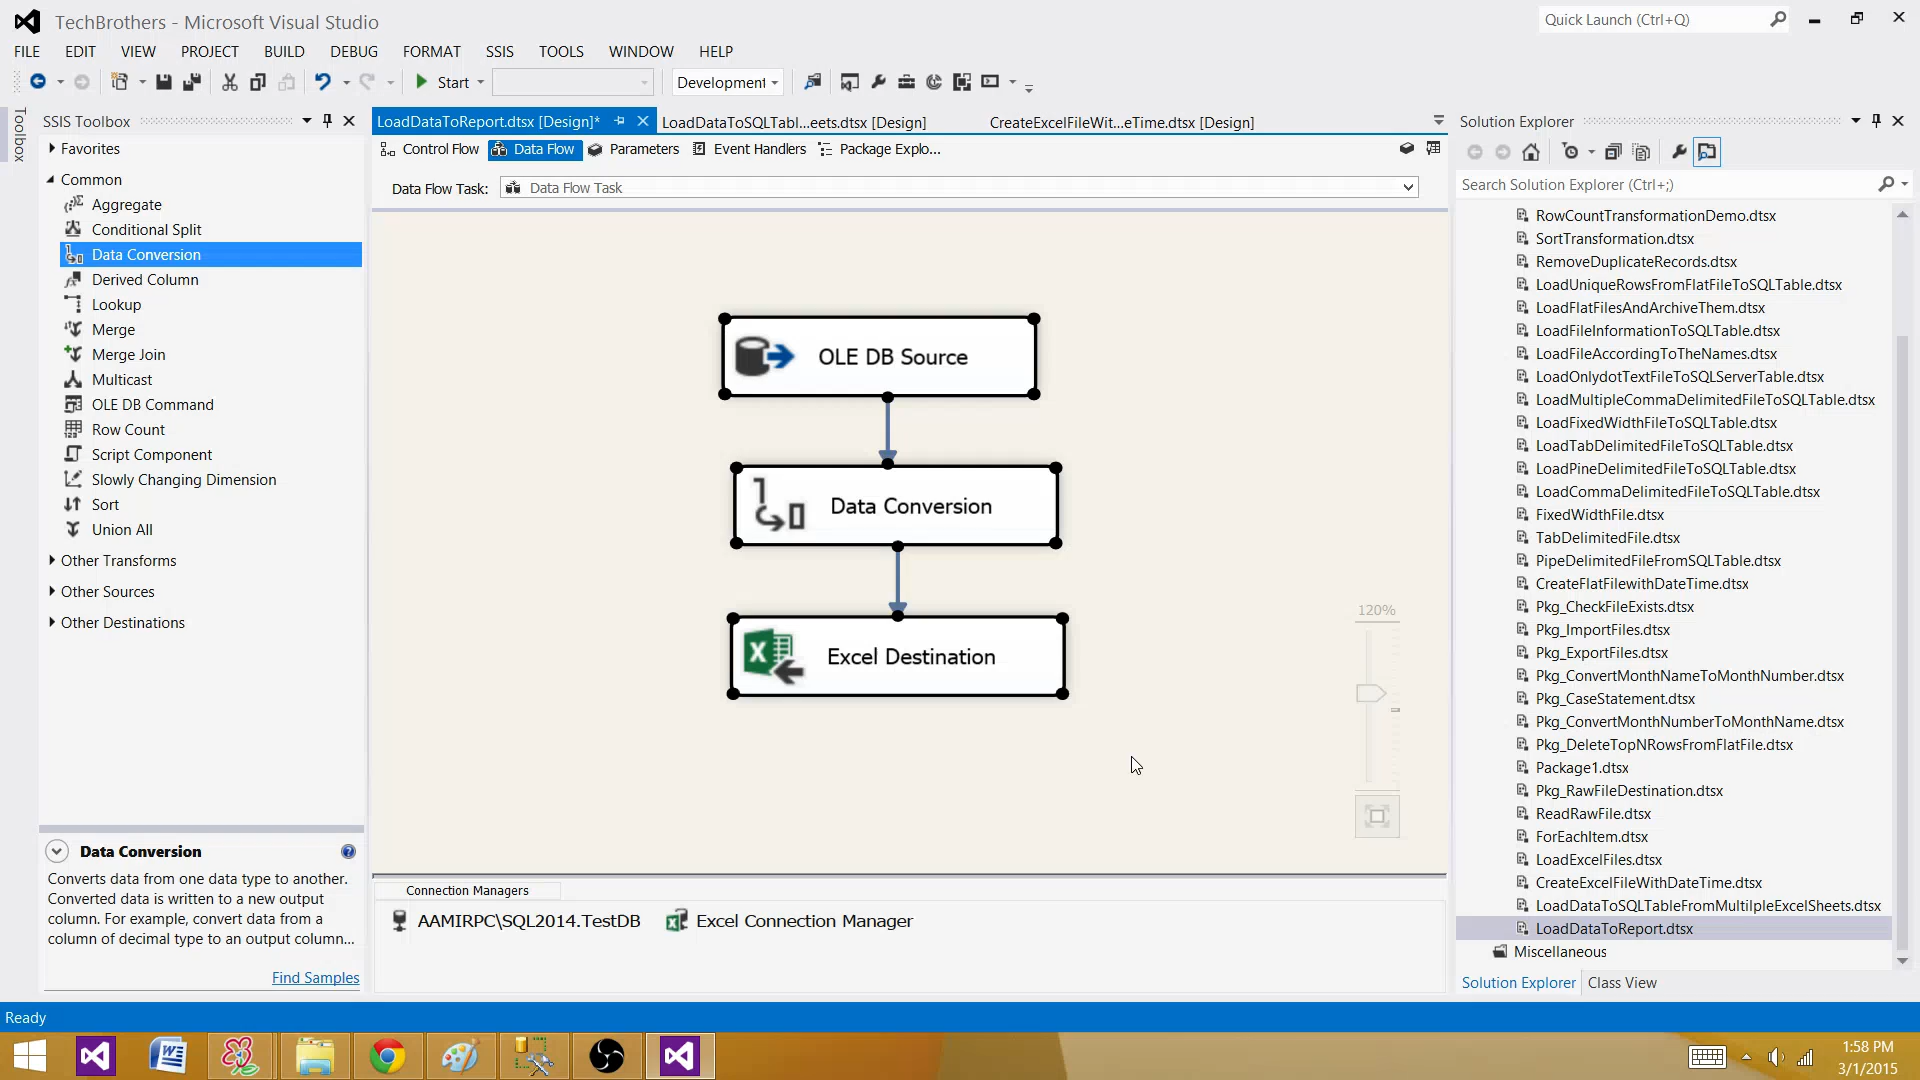 TechBrothers - Microsoft Visual Studio
Quick Launch (Ctrl+Q)
FILE EDIT VIEW PROJECT BUILD DEBUG FORMAT SSIS TOOLS WINDOW HELP
Start Development
Toolbox
SSIS Toolbox
Favorites
Common
Aggregate
Conditional Split
Data Conversion
Derived Column
Lookup
Merge
Merge Join
Multicast
OLE DB Command
Row Count
Script Component
Slowly Changing Dimension
Sort
Union All
Other Transforms
Other Sources
Other Destinations
Data Conversion
Converts data from one data type to another.
Converted data is written to a new output
column. For example, convert data from a
column of decimal type to an output column...
Find Samples
LoadDataToReport.dtsx [Design]* LoadDataToSQLTabl...eets.dtsx [Design] CreateExcelFileWit...eTime.dtsx [Design]
Control Flow Data Flow Parameters Event Handlers Package Explo...
Data Flow Task: Data Flow Task
OLE DB Source
Data Conversion
Excel Destination
120%
Connection Managers
AAMIRPC\SQL2014.TestDB Excel Connection Manager
Solution Explorer
Search Solution Explorer (Ctrl+;)
RowCountTransformationDemo.dtsx
SortTransformation.dtsx
RemoveDuplicateRecords.dtsx
LoadUniqueRowsFromFlatFileToSQLTable.dtsx
LoadFlatFilesAndArchiveThem.dtsx
LoadFileInformationToSQLTable.dtsx
LoadFileAccordingToTheNames.dtsx
LoadOnlydotTextFileToSQLServerTable.dtsx
LoadMultipleCommaDelimitedFileToSQLTable.dtsx
LoadFixedWidthFileToSQLTable.dtsx
LoadTabDelimitedFileToSQLTable.dtsx
LoadPineDelimitedFileToSQLTable.dtsx
LoadCommaDelimitedFileToSQLTable.dtsx
FixedWidthFile.dtsx
TabDelimitedFile.dtsx
PipeDelimitedFileFromSQLTable.dtsx
CreateFlatFilewithDateTime.dtsx
Pkg_CheckFileExists.dtsx
Pkg_ImportFiles.dtsx
Pkg_ExportFiles.dtsx
Pkg_ConvertMonthNameToMonthNumber.dtsx
Pkg_CaseStatement.dtsx
Pkg_ConvertMonthNumberToMonthName.dtsx
Pkg_DeleteTopNRowsFromFlatFile.dtsx
Package1.dtsx
Pkg_RawFileDestination.dtsx
ReadRawFile.dtsx
ForEachItem.dtsx
LoadExcelFiles.dtsx
CreateExcelFileWithDateTime.dtsx
LoadDataToSQLTableFromMultilpleExcelSheets.dtsx
LoadDataToReport.dtsx
Miscellaneous
Solution Explorer Class View
Ready
1:58 PM
3/1/2015